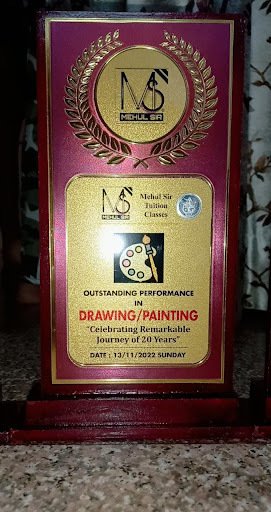 MS
MEHUL SIR
MS
MEHUL SIR
Mehul Sir
Tuition
Classes
OUTSTANDING PERFORMANCE
IN
DRAWING/PAINTING
"Celebrating Remarkable
Journey of 20 Years"
DATE : 13/11/2022 SUNDAY